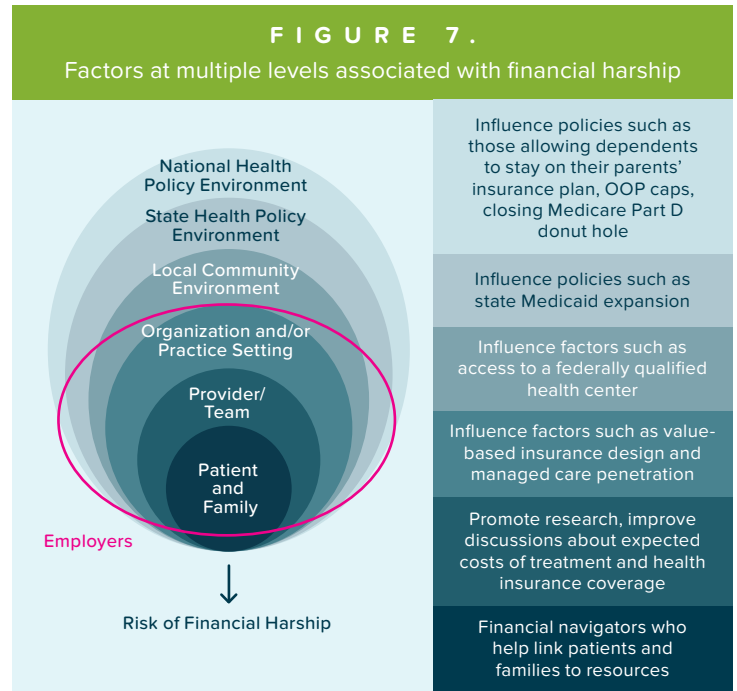 FIGURE 7.
Factors at multiple levels associated with financial harship
National Health
Policy Environment
State Health Policy
Environment
Local Community
Environment
Organization and/or
Practice Setting
Provider/
Team
Patient
and
Family
Employers
Risk of Financial Harship
Influence policies such as
those allowing dependents
to stay on their parents’
insurance plan, OOP caps,
closing Medicare Part D
donut hole
Influence policies such as
state Medicaid expansion
Influence factors such as
access to a federally qualified
health center
Influence factors such as value-
based insurance design and
managed care penetration
Promote research, improve
discussions about expected
costs of treatment and health
insurance coverage
Financial navigators who
help link patients and
families to resources